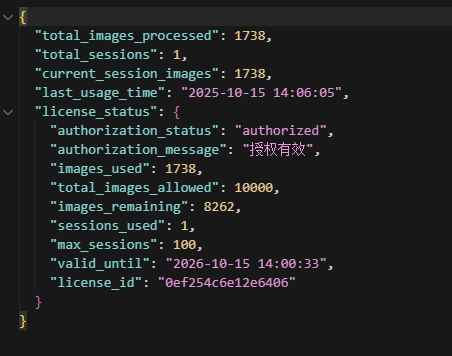 {
"total_images_processed": 1738,
"total_sessions": 1,
"current_session_images": 1738,
"last_usage_time": "2025-10-15 14:06:05",
"license_status": {
"authorization_status": "authorized",
"authorization_message": "授权有效",
"images_used": 1738,
"total_images_allowed": 10000,
"images_remaining": 8262,
"sessions_used": 1,
"max_sessions": 100,
"valid_until": "2026-10-15 14:00:33",
"license_id": "0ef254c6e12e6406"
}
}